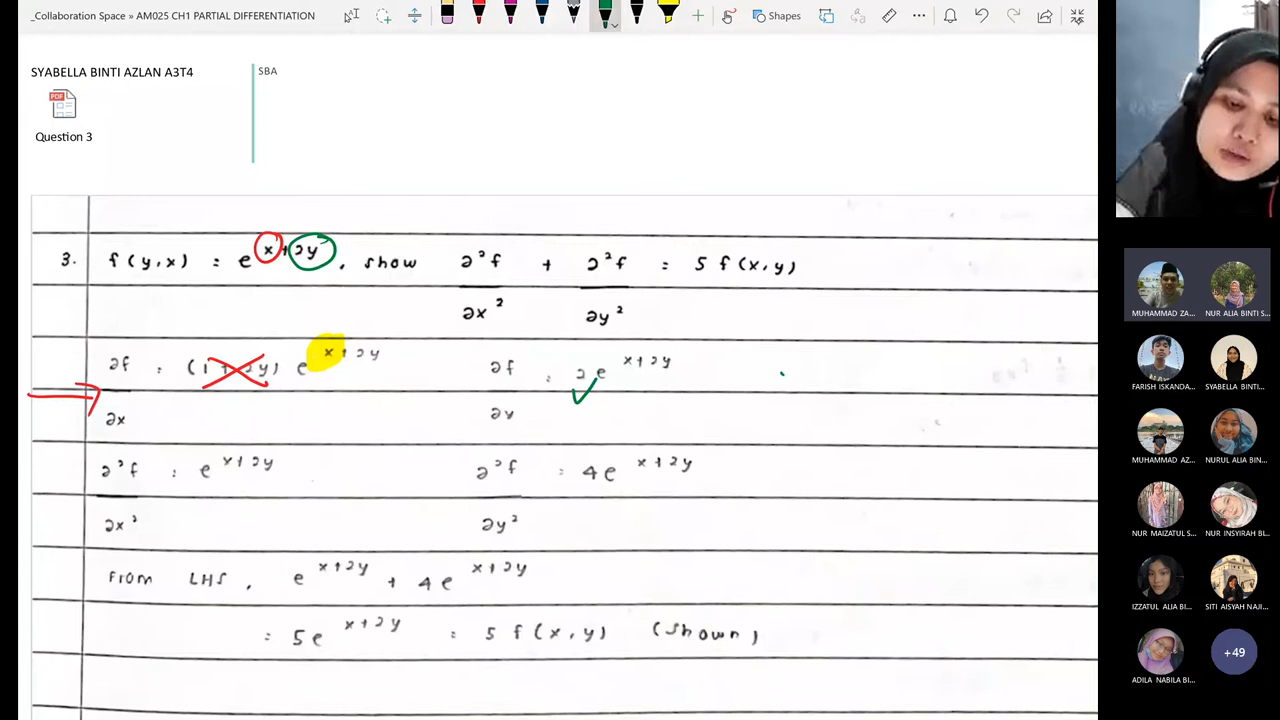 _Collaboration Space » AM025 CH1 PARTIAL DIFFERENTIATION
Shapes
SYABELLA BINTI AZLAN A3T4
SBA
PDF
Question 3
3. f(y,x) = e^{x+2y}, show ∂²f/∂x² + ∂²f/∂y² = 5 f(x,y)
∂f/∂x = (1 + 2y) e^{x+2y} ∂f/∂y = 2e^{x+2y}
∂²f/∂x² = e^{x+2y} ∂²f/∂y² = 4e^{x+2y}
From LHS, e^{x+2y} + 4e^{x+2y}
= 5e^{x+2y} = 5 f(x,y) (shown)
MUHAMMAD ZA...
NUR ALIA BINTI S...
FARISH ISKANDA...
SYABELLA BINTI...
MUHAMMAD AZ...
NURUL ALIA BIN...
NUR MAIZATUL S...
NUR INSYIRAH BI...
IZZATUL ALIA BI...
SITI AISYAH NAJI...
ADILA NABILA BI...
+49